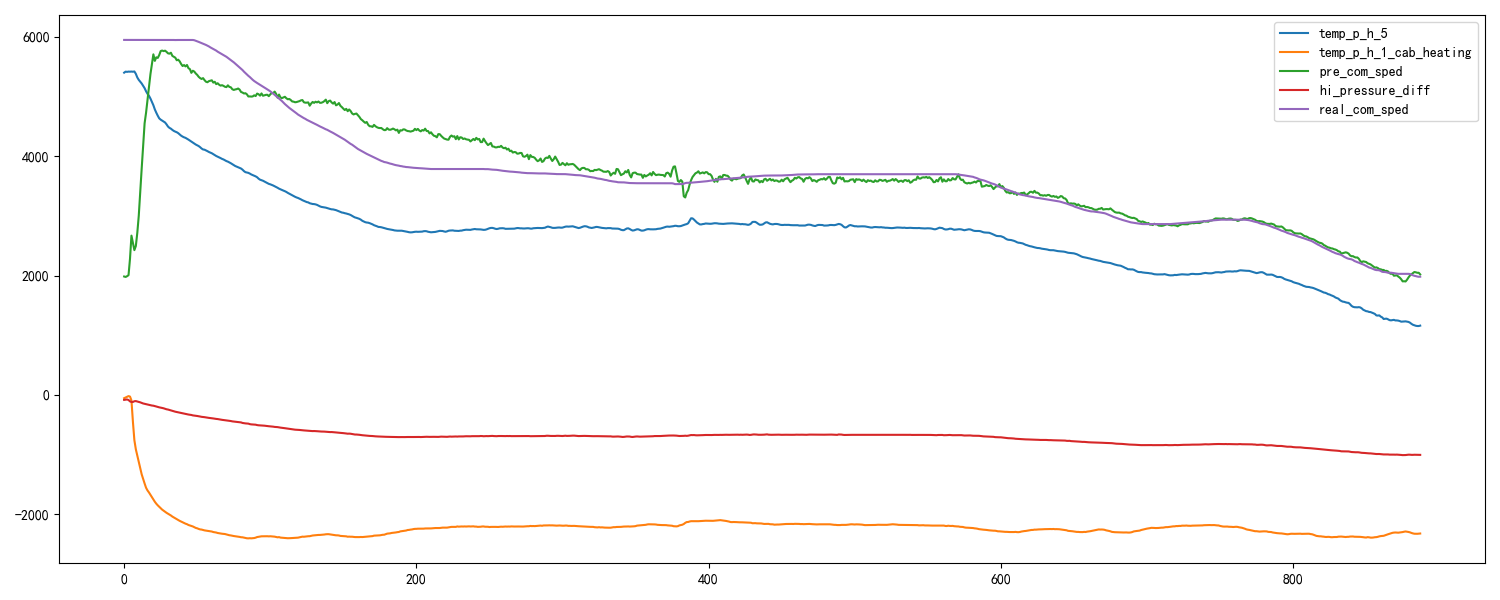 6000
4000
2000
0
−2000
0
200
400
600
800
temp_p_h_5
temp_p_h_1_cab_heating
pre_com_sped
hi_pressure_diff
real_com_sped